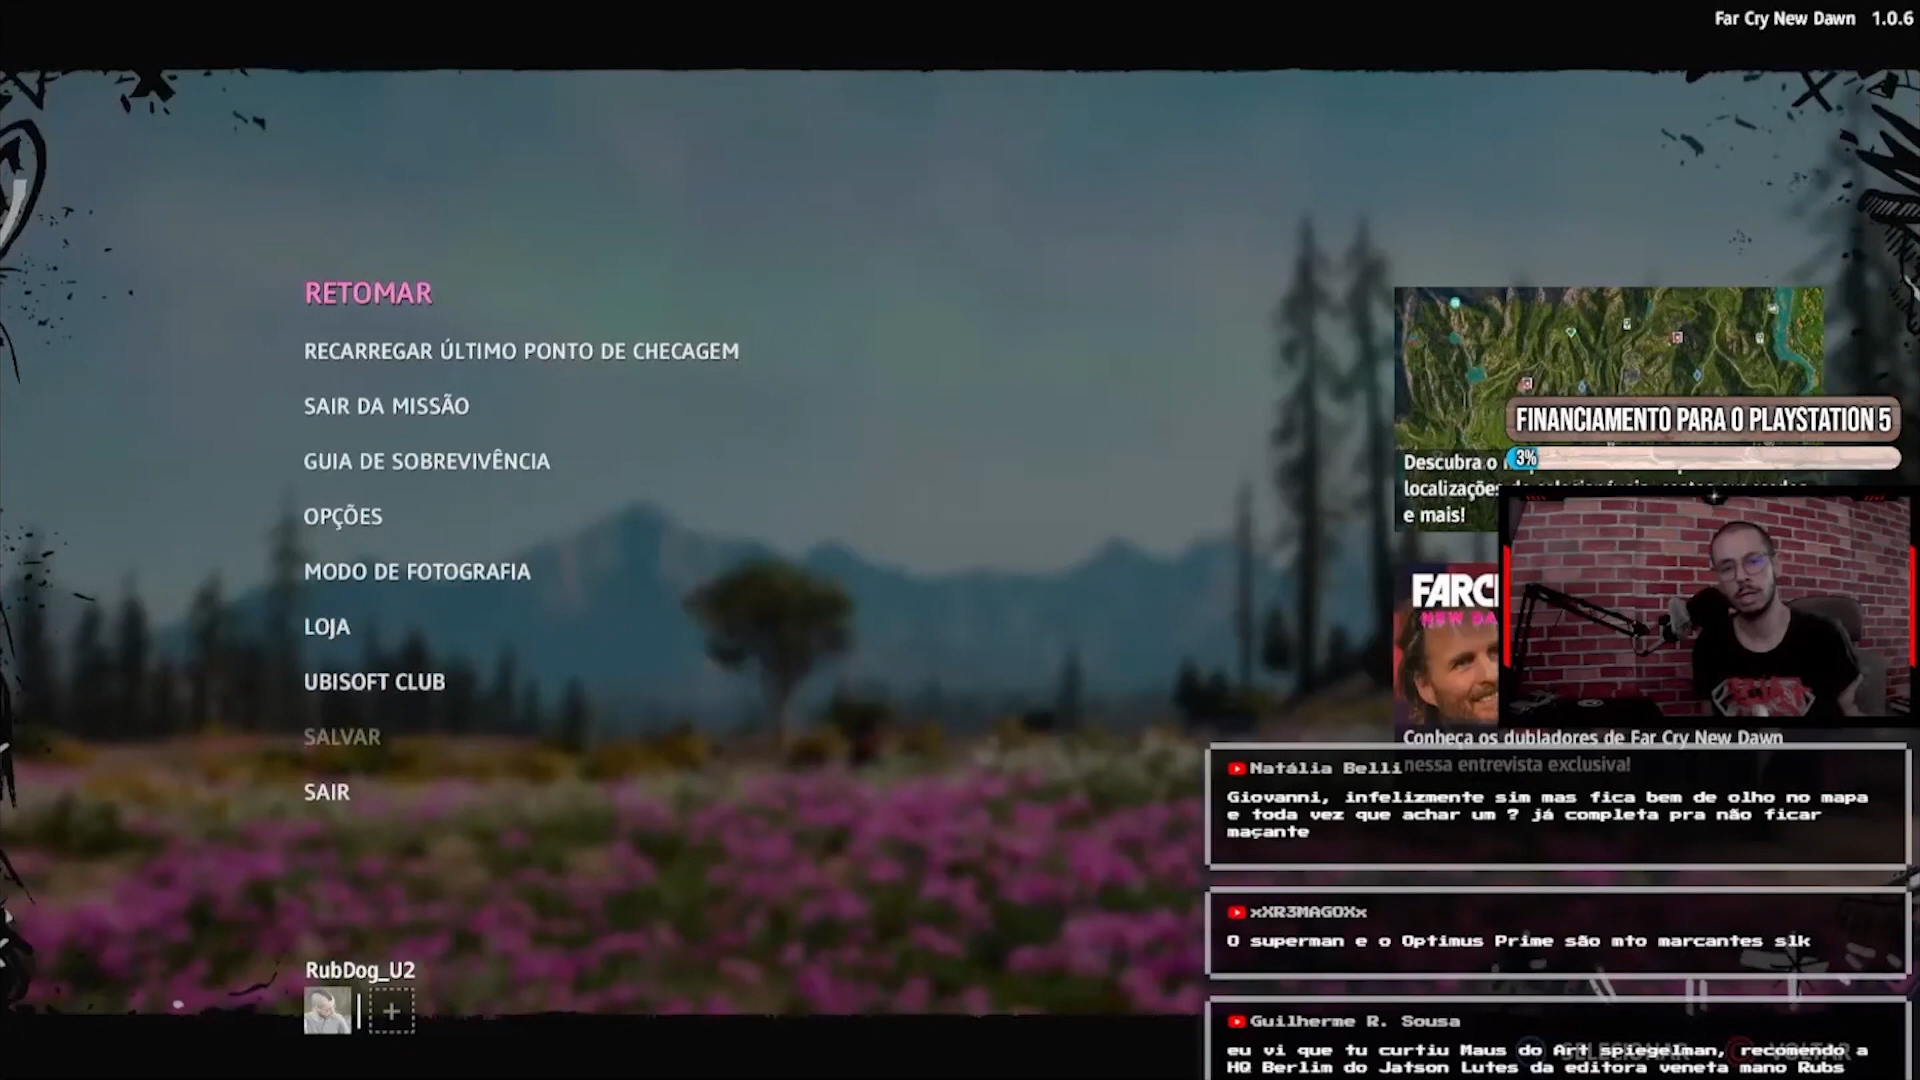 Far Cry New Dawn 1.0.6
RETOMAR
RECARREGAR ÚLTIMO PONTO DE CHECAGEM
SAIR DA MISSÃO
GUIA DE SOBREVIVÊNCIA
OPÇÕES
MODO DE FOTOGRAFIA
LOJA
UBISOFT CLUB
SALVAR
SAIR
RubDog_U2
FINANCIAMENTO PARA O PLAYSTATION 5
3%
Descubra o
localizações
e mais!
FARC
NEW DA
Conheça os dubladores de Far Cry New Dawn
nessa entrevista exclusiva!
Natália Belli
Giovanni, infelizmente sim mas fica bem de olho no mapa
e toda vez que achar um ? já completa pra não ficar
maçante
xXR3MAGOXx
O superman e o Optimus Prime são mto marcantes slk
Guilherme R. Sousa
eu vi que tu curtiu Maus do Art spiegelman, recomendo a
HQ Berlim do Jatson Lutes da editora veneta mano Rubs
SELECIONAR
VOLTAR